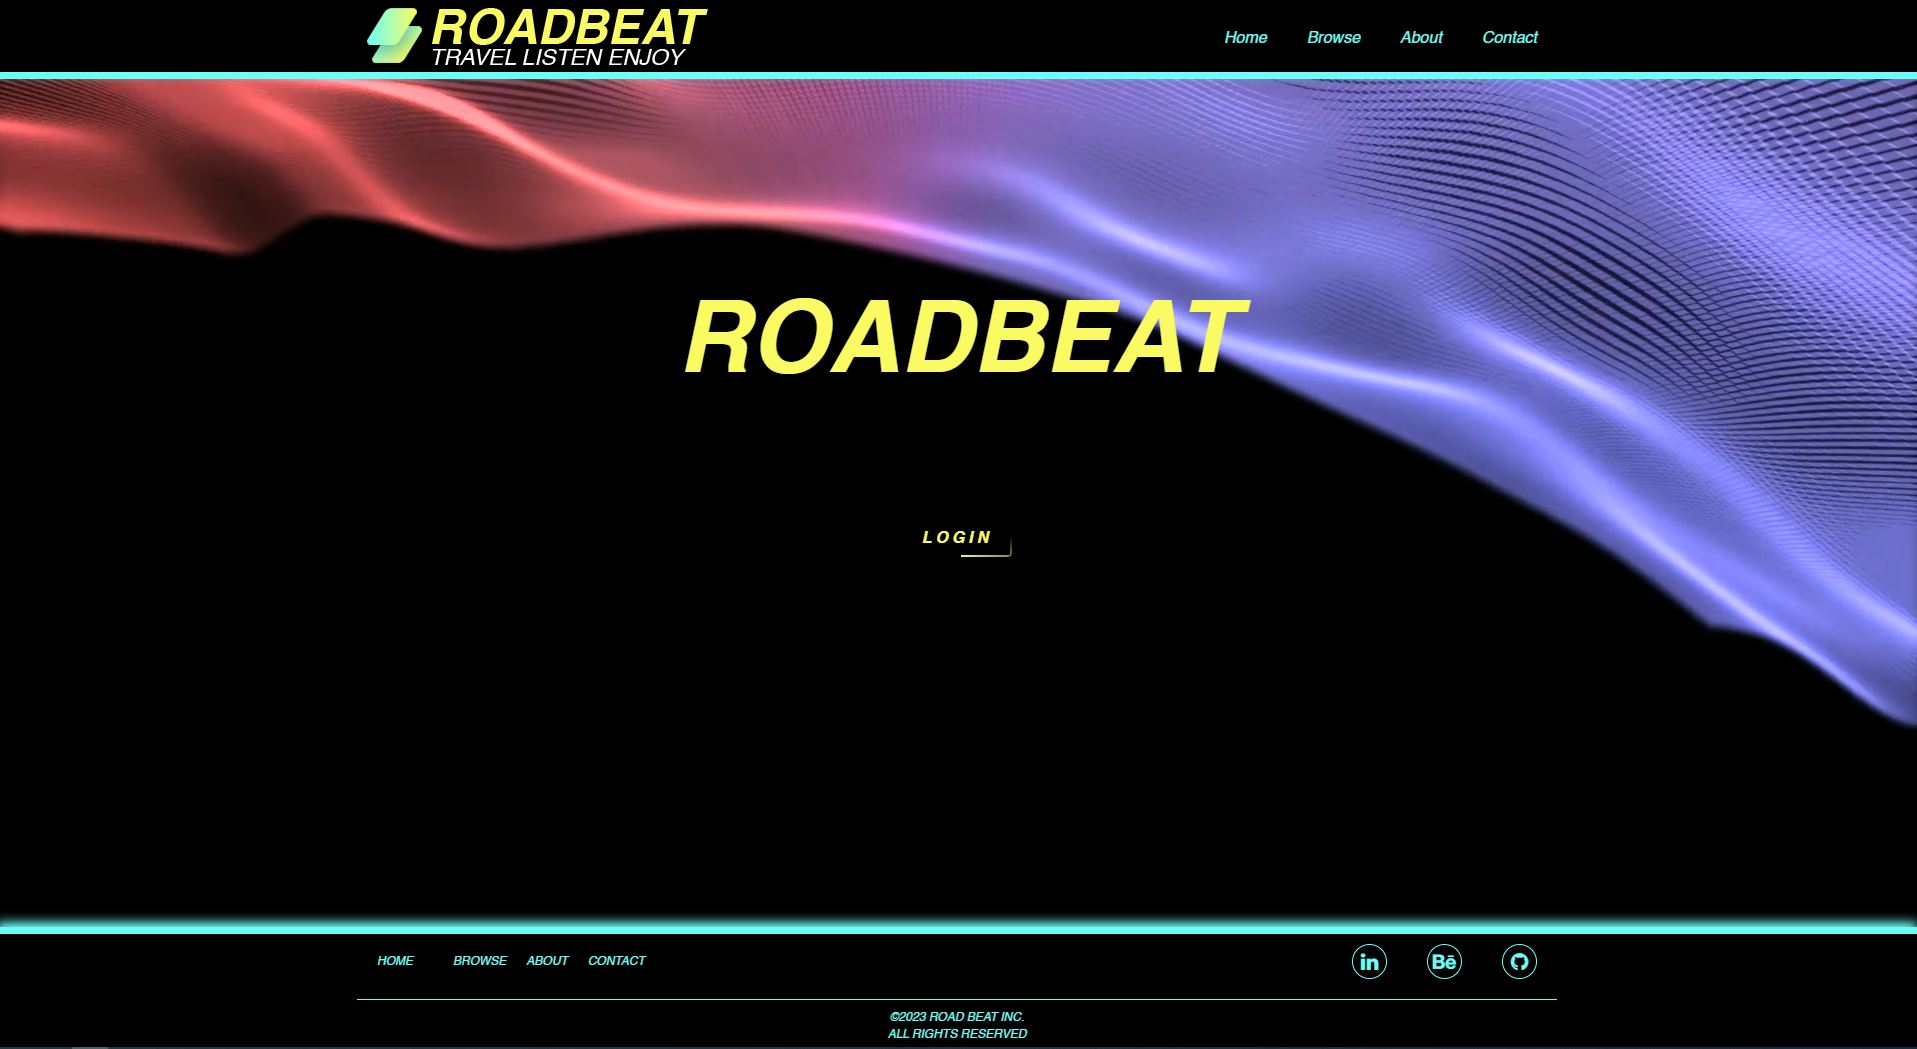 ROADBEAT
TRAVEL LISTEN ENJOY
Home Browse About Contact
ROADBEAT
LOGIN
HOME BROWSE ABOUT CONTACT
in Bē
©2023 ROAD BEAT INC.
ALL RIGHTS RESERVED